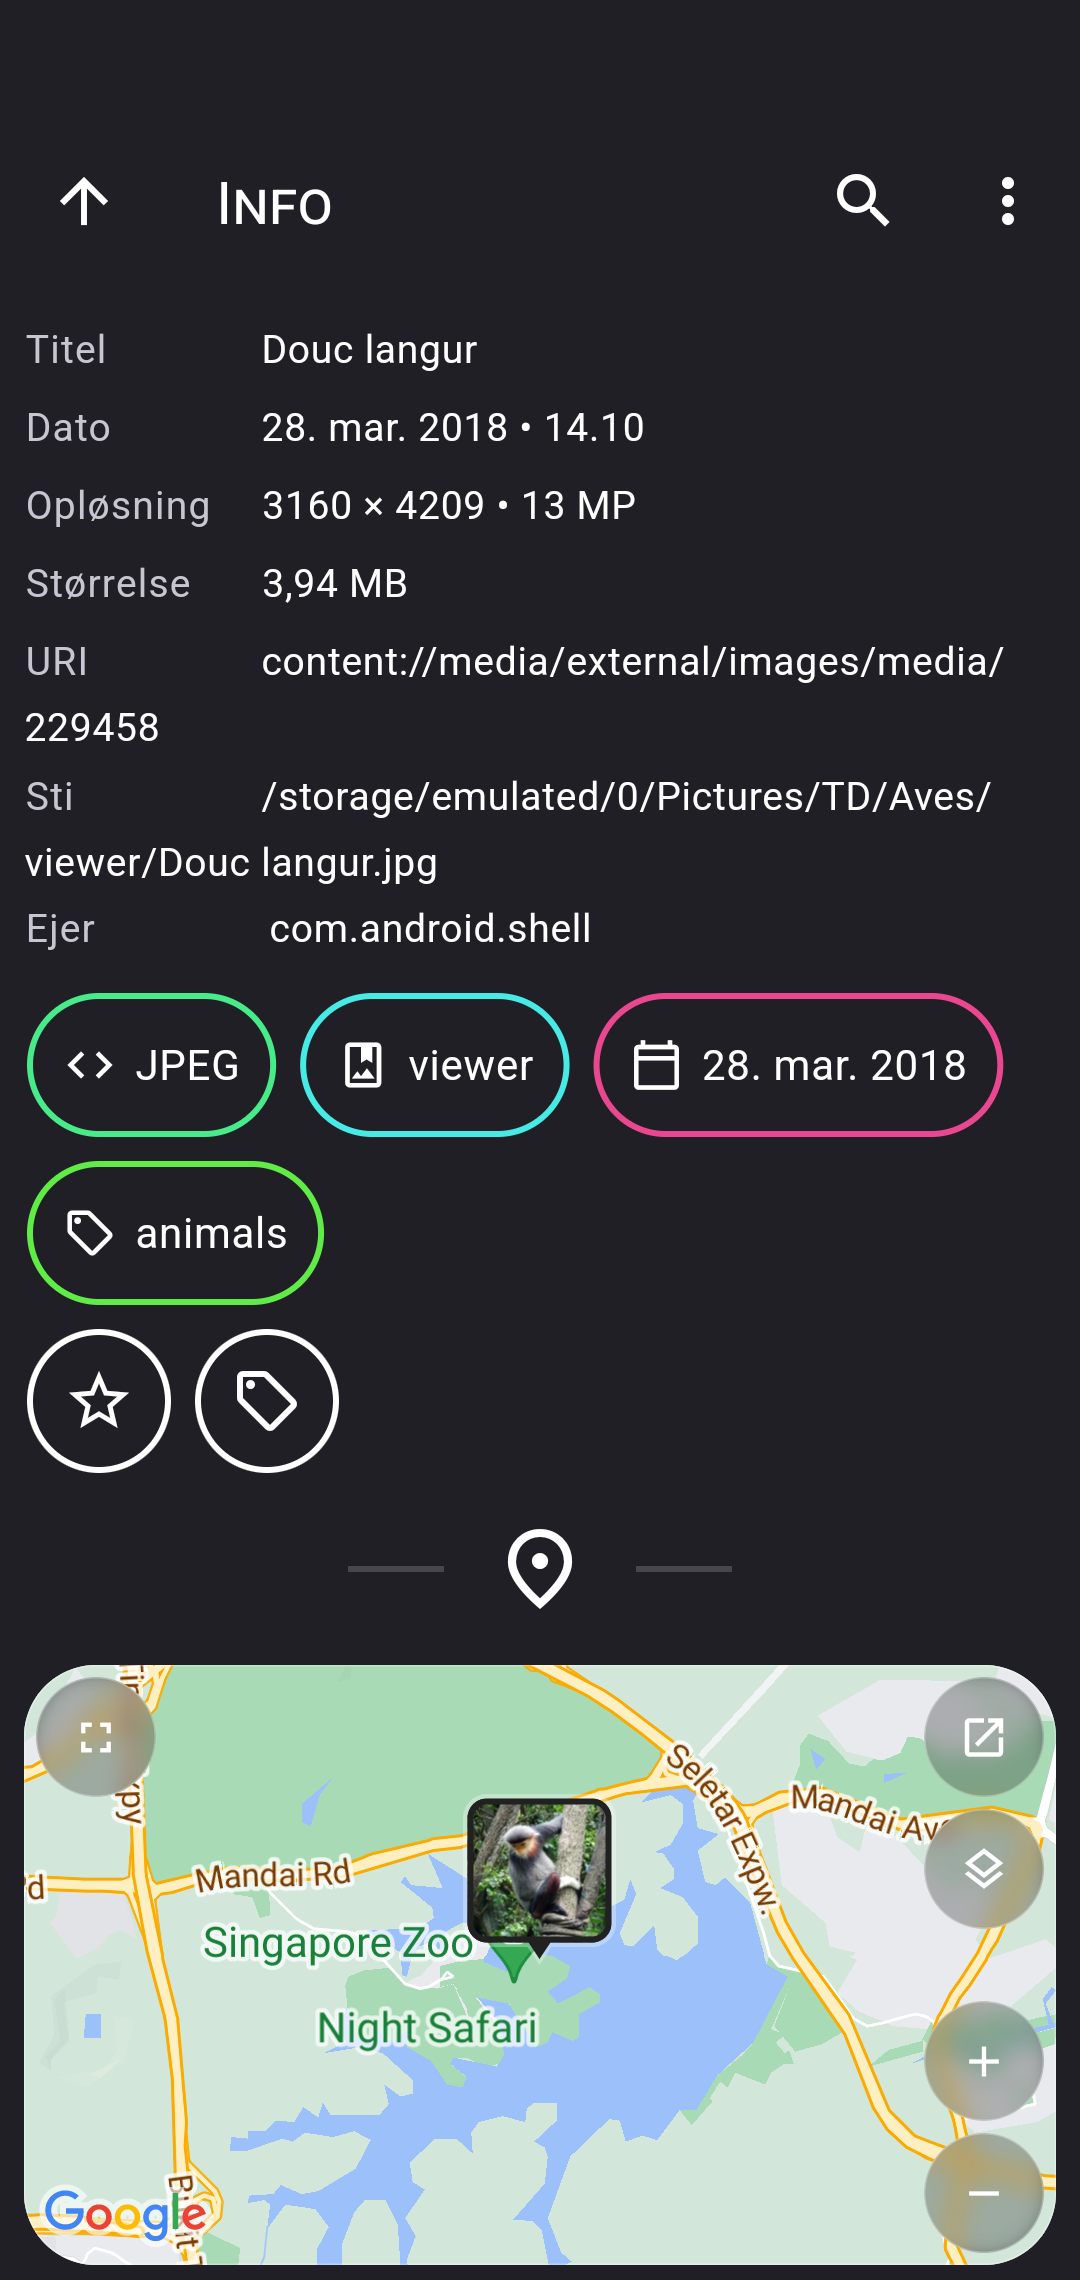 INFO
Titel Douc langur
Dato 28. mar. 2018 • 14.10
Opløsning 3160 × 4209 • 13 MP
Størrelse 3,94 MB
URI content://media/external/images/media/
229458
Sti /storage/emulated/0/Pictures/TD/Aves/
viewer/Douc langur.jpg
Ejer com.android.shell
JPEG viewer 28. mar. 2018
animals
Seletar Expw.
Mandai Ave
Mandai Rd
Singapore Zoo
Night Safari
Google